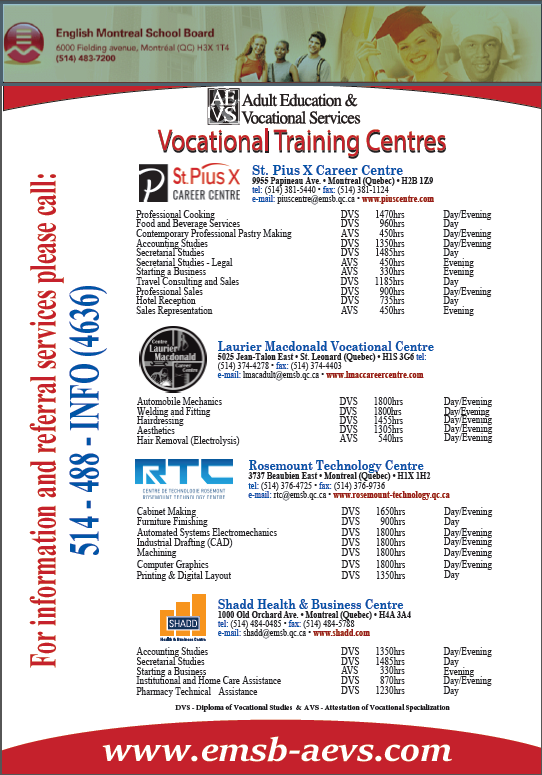 English Montreal School Board
6000 Fielding avenue, Montréal (QC) H3X 1T4
(514) 483-7200
AEVS
Adult Education &
Vocational Services
Vocational Training Centres
For information and referral services please call:
514 - 488 - INFO (4636)
St. Pius X
CAREER CENTRE
St. Pius X Career Centre
9955 Papineau Ave. • Montreal (Quebec) • H2B 1Z9
tel: (514) 381-5440 • fax: (514) 381-1124
e-mail: piuscentre@emsb.qc.ca • www.piuscentre.com
Professional Cooking DVS 1470hrs Day/Evening
Food and Beverage Services DVS 960hrs Day
Contemporary Professional Pastry Making AVS 450hrs Day/Evening
Accounting Studies DVS 1350hrs Day/Evening
Secretarial Studies DVS 1485hrs Day
Secretarial Studies - Legal AVS 450hrs Evening
Starting a Business AVS 330hrs Evening
Travel Consulting and Sales DVS 1185hrs Day
Professional Sales DVS 900hrs Day/Evening
Hotel Reception DVS 735hrs Day
Sales Representation AVS 450hrs Evening
Centre
Laurier
Macdonald
Career
Centre
Laurier Macdonald Vocational Centre
5025 Jean-Talon East • St. Leonard (Quebec) • H1S 3G6 tel:
(514) 374-4278 • fax: (514) 374-4403
e-mail: lmacadult@emsb.qc.ca • www.lmaccareercentre.com
Automobile Mechanics DVS 1800hrs Day/Evening
Welding and Fitting DVS 1800hrs Day/Evening
Hairdressing DVS 1455hrs Day/Evening
Aesthetics DVS 1305hrs Day/Evening
Hair Removal (Electrolysis) AVS 540hrs Day/Evening
RTC
CENTRE DE TECHNOLOGIE ROSEMONT
ROSEMOUNT TECHNOLOGY CENTRE
Rosemount Technology Centre
3737 Beaubien East • Montreal (Quebec) • H1X 1H2
tel: (514) 376-4725 • fax: (514) 376-9736
e-mail: rtc@emsb.qc.ca • www.rosemount-technology.qc.ca
Cabinet Making DVS 1650hrs Day/Evening
Furniture Finishing DVS 900hrs Day
Automated Systems Electromechanics DVS 1800hrs Day/Evening
Industrial Drafting (CAD) DVS 1800hrs Day/Evening
Machining DVS 1800hrs Day/Evening
Computer Graphics DVS 1800hrs Day/Evening
Printing & Digital Layout DVS 1350hrs Day
SHADD
Health & Business Centre
Shadd Health & Business Centre
1000 Old Orchard Ave. • Montreal (Quebec) • H4A 3A4
tel: (514) 484-0485 • fax: (514) 484-5788
e-mail: shadd@emsb.qc.ca • www.shadd.com
Accounting Studies DVS 1350hrs Day/Evening
Secretarial Studies DVS 1485hrs Day
Starting a Business AVS 330hrs Evening
Institutional and Home Care Assistance DVS 870hrs Day/Evening
Pharmacy Technical Assistance DVS 1230hrs Day
DVS - Diploma of Vocational Studies & AVS - Attestation of Vocational Specialization
www.emsb-aevs.com